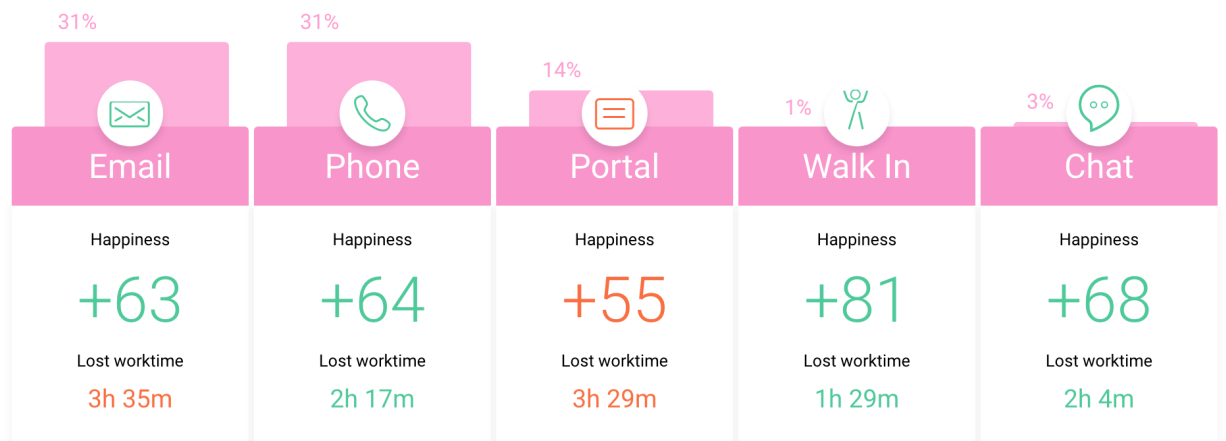 31%
31%
14%
1%
3%
Email
Phone
Portal
Walk In
Chat
Happiness
Happiness
Happiness
Happiness
Happiness
+63
+64
+55
+81
+68
Lost worktime
Lost worktime
Lost worktime
Lost worktime
Lost worktime
3h 35m
2h 17m
3h 29m
1h 29m
2h 4m